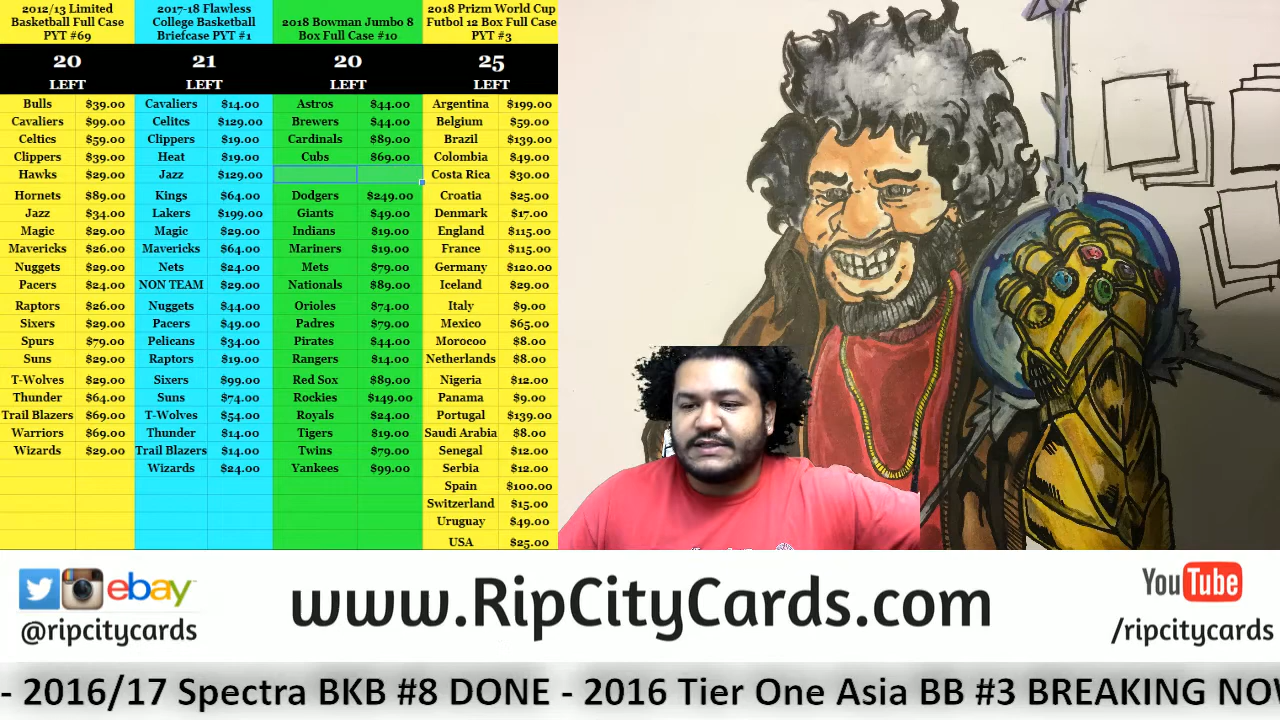 2012/13 Limited
Basketball Full Case
PYT #69
20
LEFT
Bulls $39.00
Cavaliers $99.00
Celtics $59.00
Clippers $39.00
Hawks $29.00
Hornets $89.00
Jazz $34.00
Magic $29.00
Mavericks $26.00
Nuggets $29.00
Pacers $24.00
Raptors $26.00
Sixers $29.00
Spurs $79.00
Suns $29.00
T-Wolves $29.00
Thunder $64.00
Trail Blazers $69.00
Warriors $69.00
Wizards $29.00
2017-18 Flawless
College Basketball
Briefcase PYT #1
21
LEFT
Cavaliers $14.00
Celitcs $129.00
Clippers $19.00
Heat $19.00
Jazz $129.00
Kings $64.00
Lakers $199.00
Magic $29.00
Mavericks $64.00
Nets $24.00
NON TEAM $29.00
Nuggets $44.00
Pacers $49.00
Pelicans $34.00
Raptors $19.00
Sixers $99.00
Suns $74.00
T-Wolves $54.00
Thunder $14.00
Trail Blazers $14.00
Wizards $24.00
2018 Bowman Jumbo 8
Box Full Case #10
20
LEFT
Astros $44.00
Brewers $44.00
Cardinals $89.00
Cubs $69.00
Dodgers $249.00
Giants $49.00
Indians $19.00
Mariners $19.00
Mets $79.00
Nationals $89.00
Orioles $74.00
Padres $79.00
Pirates $44.00
Rangers $14.00
Red Sox $89.00
Rockies $149.00
Royals $24.00
Tigers $19.00
Twins $79.00
Yankees $99.00
2018 Prizm World Cup
Futbol 12 Box Full Case
PYT #3
25
LEFT
Argentina $199.00
Belgium $59.00
Brazil $139.00
Colombia $49.00
Costa Rica $30.00
Croatia $25.00
Denmark $17.00
England $115.00
France $115.00
Germany $120.00
Iceland $29.00
Italy $9.00
Mexico $65.00
Morocoo $8.00
Netherlands $8.00
Nigeria $12.00
Panama $9.00
Portugal $139.00
Saudi Arabia $8.00
Senegal $12.00
Serbia $12.00
Spain $100.00
Switzerland $15.00
Uruguay $49.00
USA $25.00
ebay
@ripcitycards
www.RipCityCards.com
YouTube
/ripcitycards
- 2016/17 Spectra BKB #8 DONE - 2016 Tier One Asia BB #3 BREAKING NOW